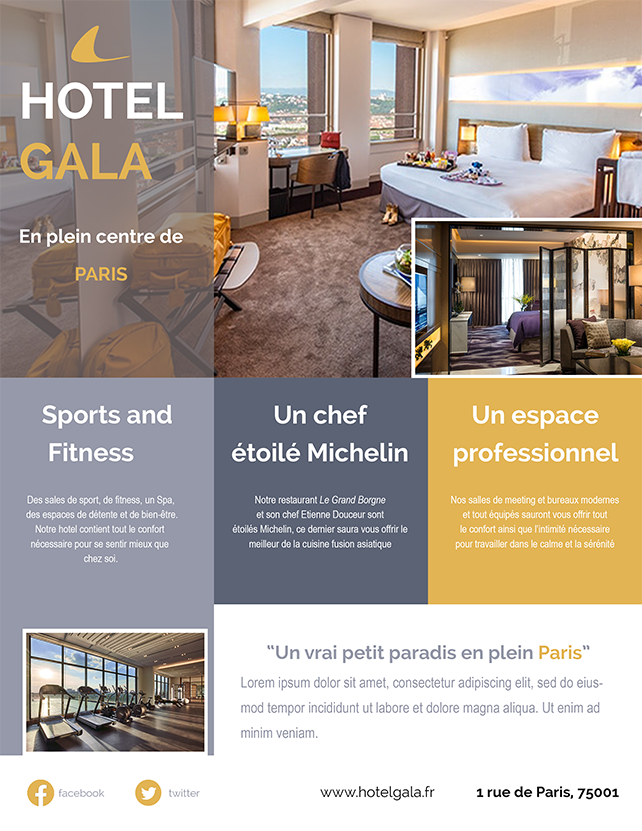 HOTEL
GALA
En plein centre de
PARIS
Sports and
Fitness
Des sales de sport, de fitness, un Spa,
des espaces de détente et de bien-être.
Notre hotel contient tout le confort
nécessaire pour se sentir mieux que
chez soi.
Un chef
étoilé Michelin
Notre restaurant Le Grand Borgne
et son chef Etienne Douceur sont
étoilés Michelin, ce dernier saura vous offrir le
meilleur de la cuisine fusion asiatique
Un espace
professionnel
Nos salles de meeting et bureaux modernes
et tout équipés sauront vous offrir tout
le confort ainsi que l'intimité nécessaire
pour travailler dans le calme et la sérénité
"Un vrai petit paradis en plein Paris"
Lorem ipsum dolor sit amet, consectetur adipiscing elit, sed do eius-
mod tempor incididunt ut labore et dolore magna aliqua. Ut enim ad
minim veniam.
facebook
twitter
www.hotelgala.fr
1 rue de Paris, 75001